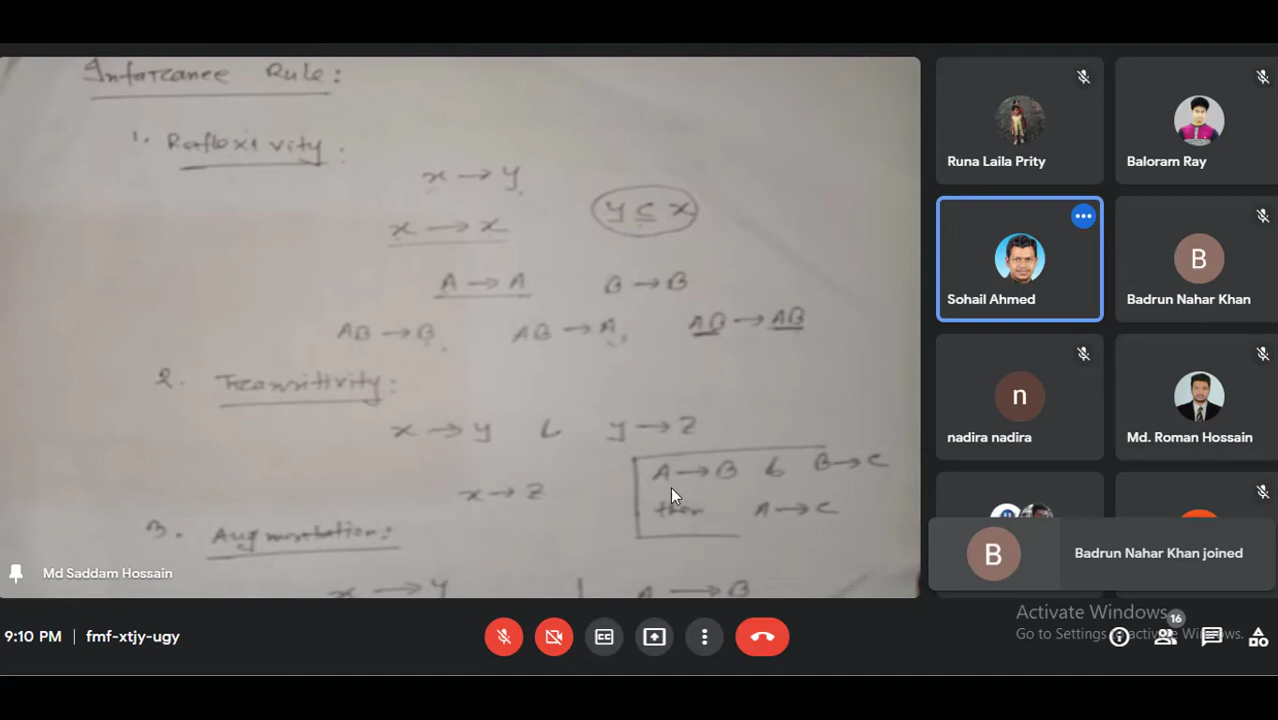 Infareance Rule:
1. Reflexivity:
x → y
y ⊆ x
x → x
A → A B → B
AB → B AB → A AB → AB
2. Transitivity:
x → y & y → z
x → z
A → B & B → C
then A → C
3. Augmentation:
x → y | A → B
Md Saddam Hossain
Runa Laila Prity
Baloram Ray
Sohail Ahmed
B
Badrun Nahar Khan
n
nadira nadira
Md. Roman Hossain
B
Badrun Nahar Khan joined
Activate Windows
Go to Settings to activate Windows.
9:10 PM | fmf-xtjy-ugy
CC
16